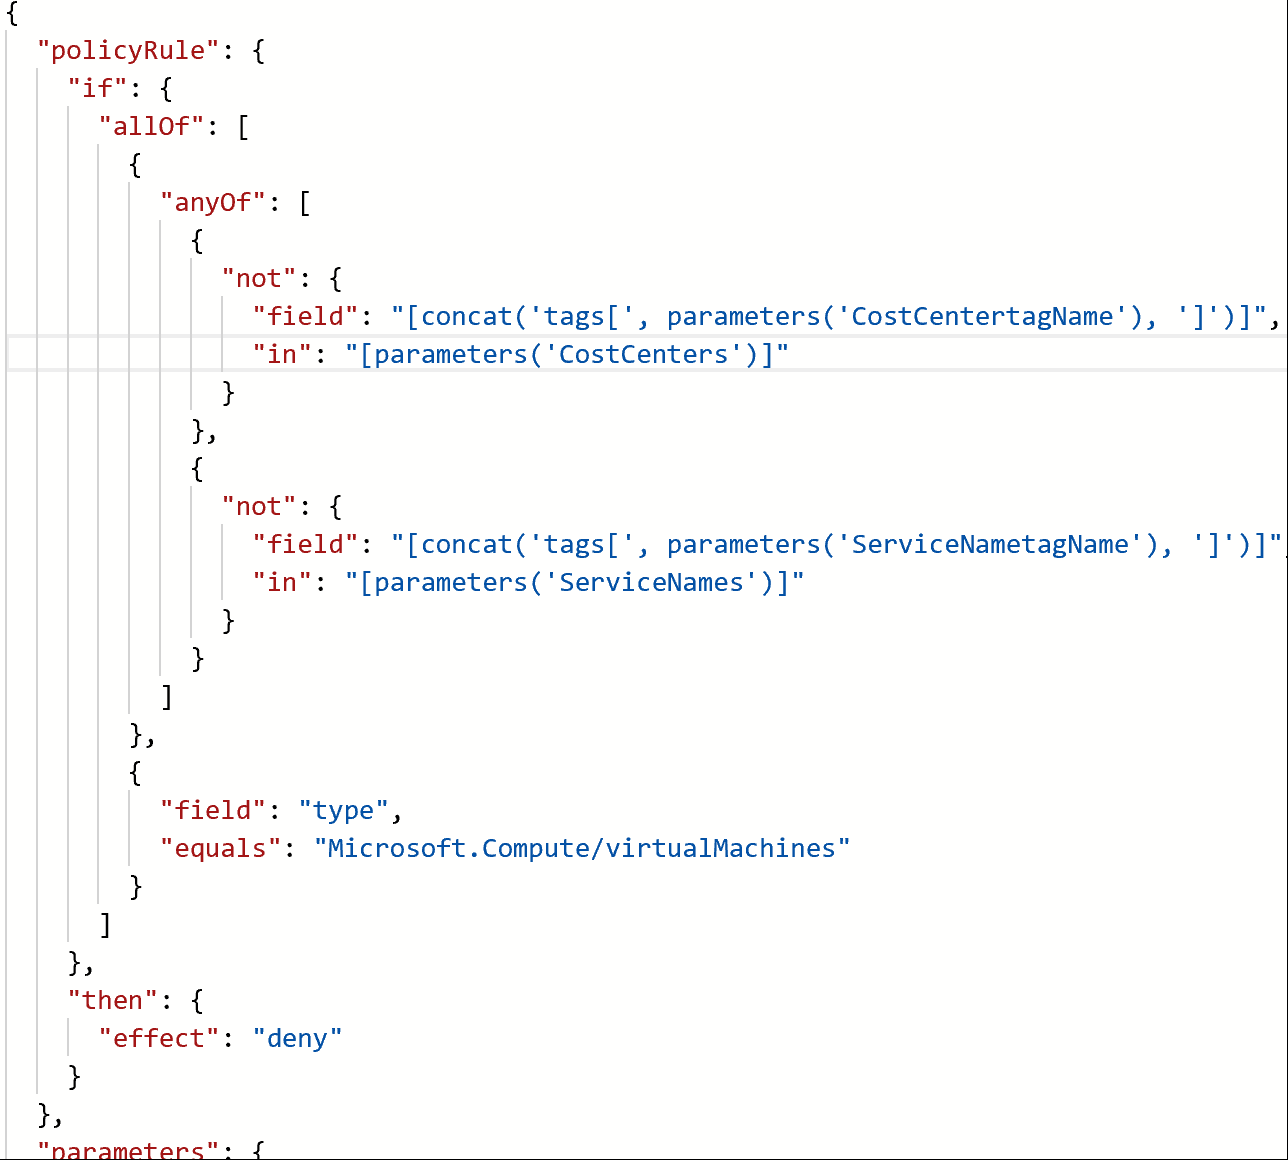 {
"policyRule": {
"if": {
"allOf": [
{
"anyOf": [
{
"not": {
"field": "[concat('tags[', parameters('CostCentertagName'), ']')]",
"in": "[parameters('CostCenters')]"
}
},
{
"not": {
"field": "[concat('tags[', parameters('ServiceNametagName'), ']')]",
"in": "[parameters('ServiceNames')]"
}
}
]
},
{
"field": "type",
"equals": "Microsoft.Compute/virtualMachines"
}
]
},
"then": {
"effect": "deny"
}
},
"parameters": {